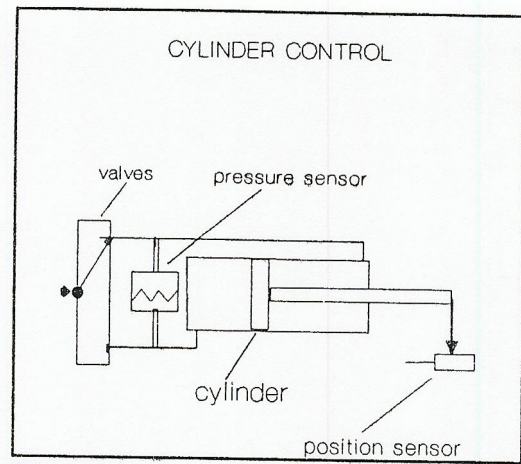 CYLINDER CONTROL
valves
pressure sensor
cylinder
position sensor